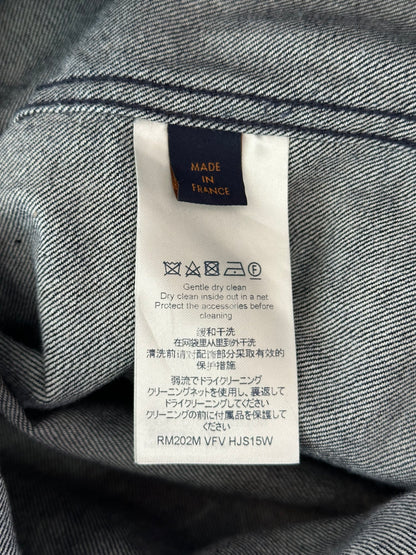 MADE
IN
FRANCE
F
Gentle dry clean
Dry clean inside out in a net
Protect the accessories before
cleaning
缓和干洗
在网袋里从里到外干洗
清洗前请对配搭部分采取有效的
保护措施
弱流でドライクリーニング
クリーニングネットを使用し、裏返して
ドライクリーニングしてください
クリーニングの前に付属品を保護して
ください
RM202M VFV HJS15W